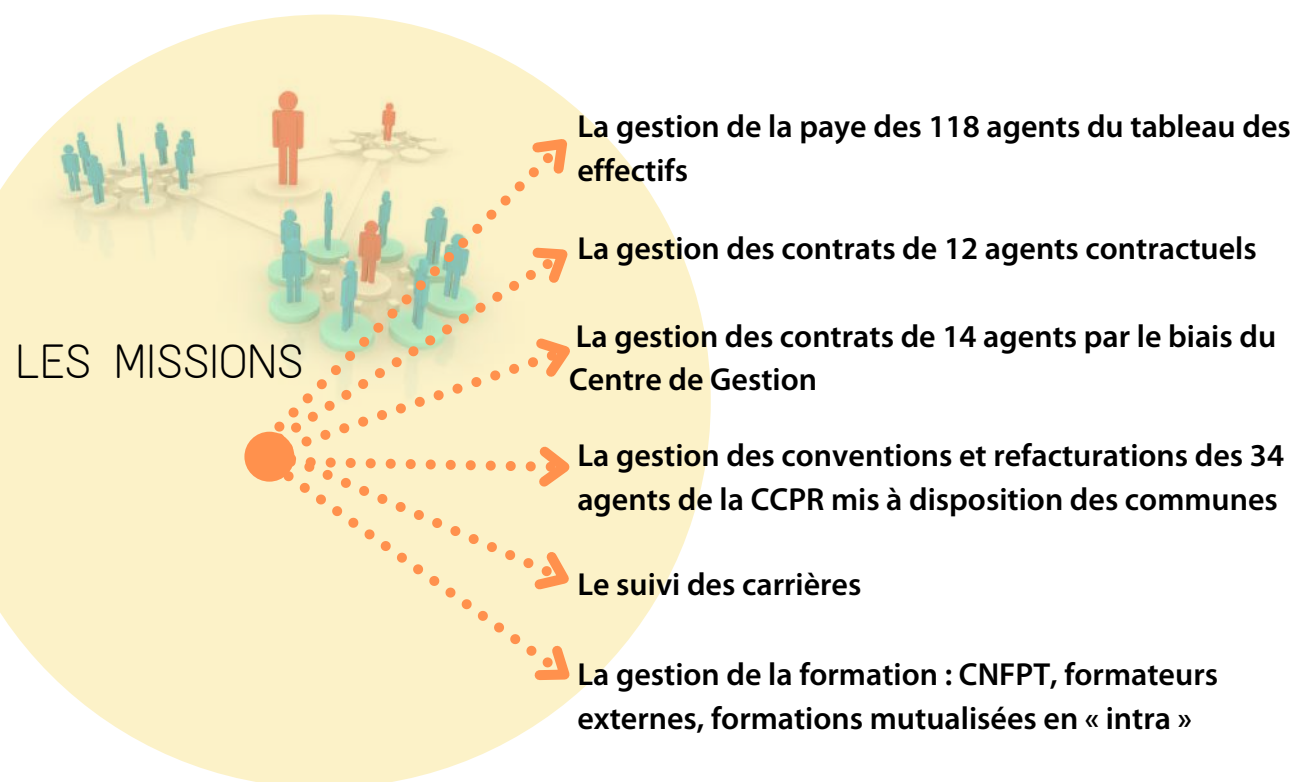 La gestion de la paye des 118 agents du tableau des
effectifs
La gestion des contrats de 12 agents contractuels
La gestion des contrats de 14 agents par le biais du
Centre de Gestion
LES MISSIONS
La gestion des conventions et refacturations des 34
agents de la CCPR mis à disposition des communes
Le suivi des carrières
La gestion de la formation : CNFPT, formateurs
externes, formations mutualisées en « intra »